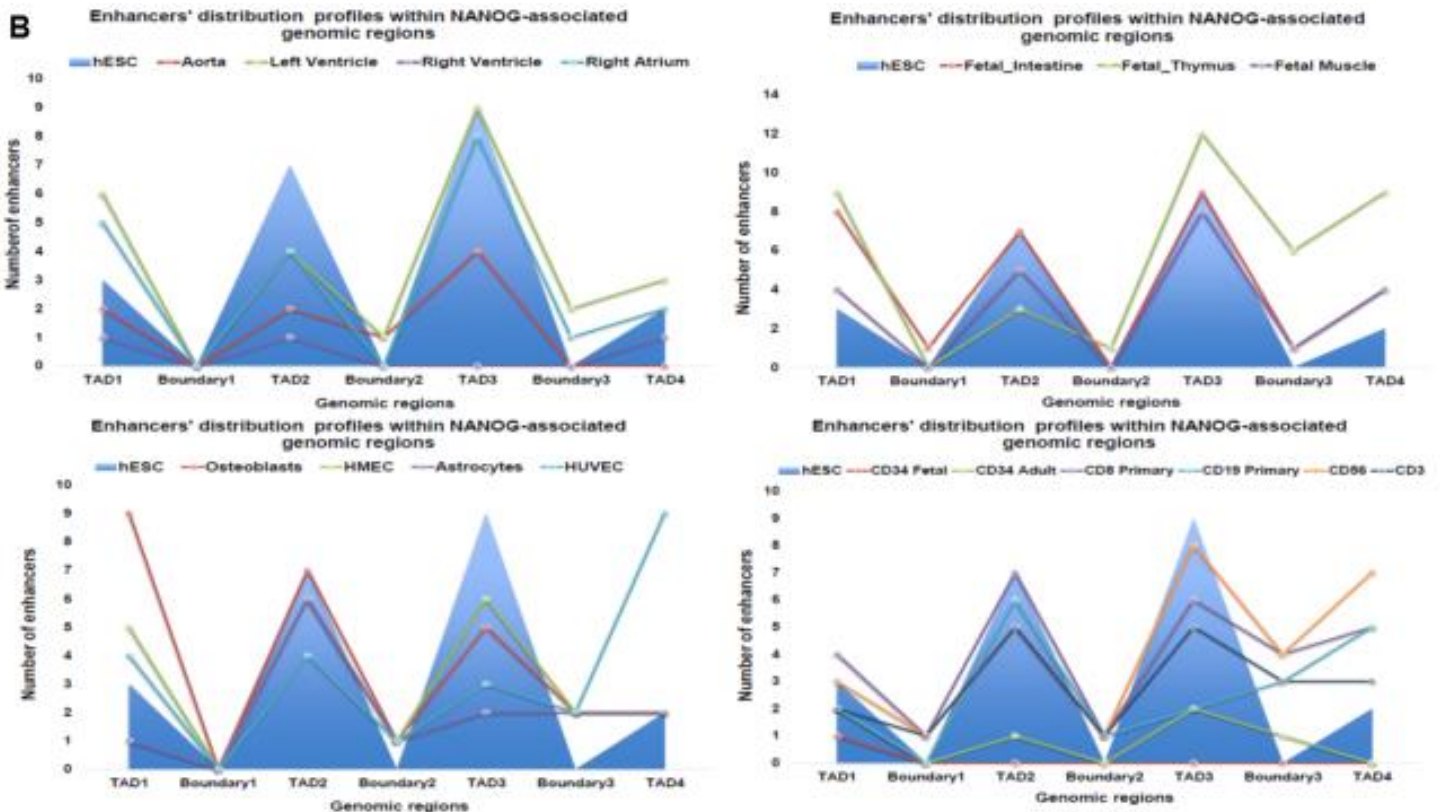 B
Enhancers' distribution profiles within NANOG-associated
genomic regions
hESC Aorta Left Ventricle Right Ventricle Right Atrium
10
9
8
7
6
5
4
3
2
1
0
Numberof enhancers
TAD1 Boundary1 TAD2 Boundary2 TAD3 Boundary3 TAD4
Genomic regions
Enhancers' distribution profiles within NANOG-associated
genomic regions
hESC Fetal_Intestine Fetal_Thymus Fetal Muscle
14
12
10
8
6
4
2
0
Number of enhancers
TAD1 Boundary1 TAD2 Boundary2 TAD3 Boundary3 TAD4
Genomic regions
Enhancers' distribution profiles within NANOG-associated
genomic regions
hESC Osteoblasts HMEC Astrocytes HUVEC
10
9
8
7
6
5
4
3
2
1
0
Number of enhancers
TAD1 Boundary1 TAD2 Boundary2 TAD3 Boundary3 TAD4
Genomic regions
Enhancers' distribution profiles within NANOG-associated
genomic regions
hESC CD34 Fetal CD34 Adult CD8 Primary CD19 Primary CD56 CD3
10
9
8
7
6
5
4
3
2
1
0
Number of enhancers
TAD1 Boundary1 TAD2 Boundary2 TAD3 Boundary3 TAD4
Genomic regions